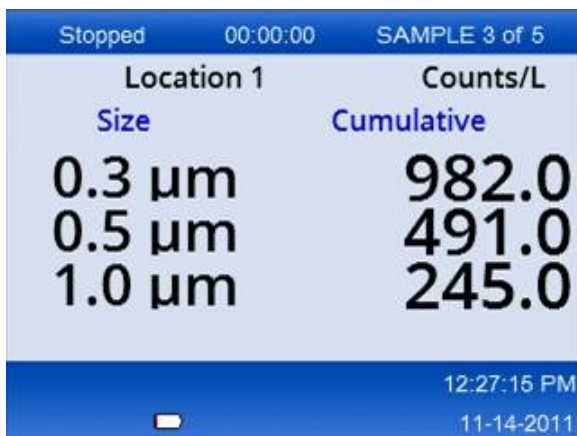 Stopped 00:00:00 SAMPLE 3 of 5
Location 1 Counts/L
Size Cumulative
0.3 µm 982.0
0.5 µm 491.0
1.0 µm 245.0
12:27:15 PM
11-14-2011